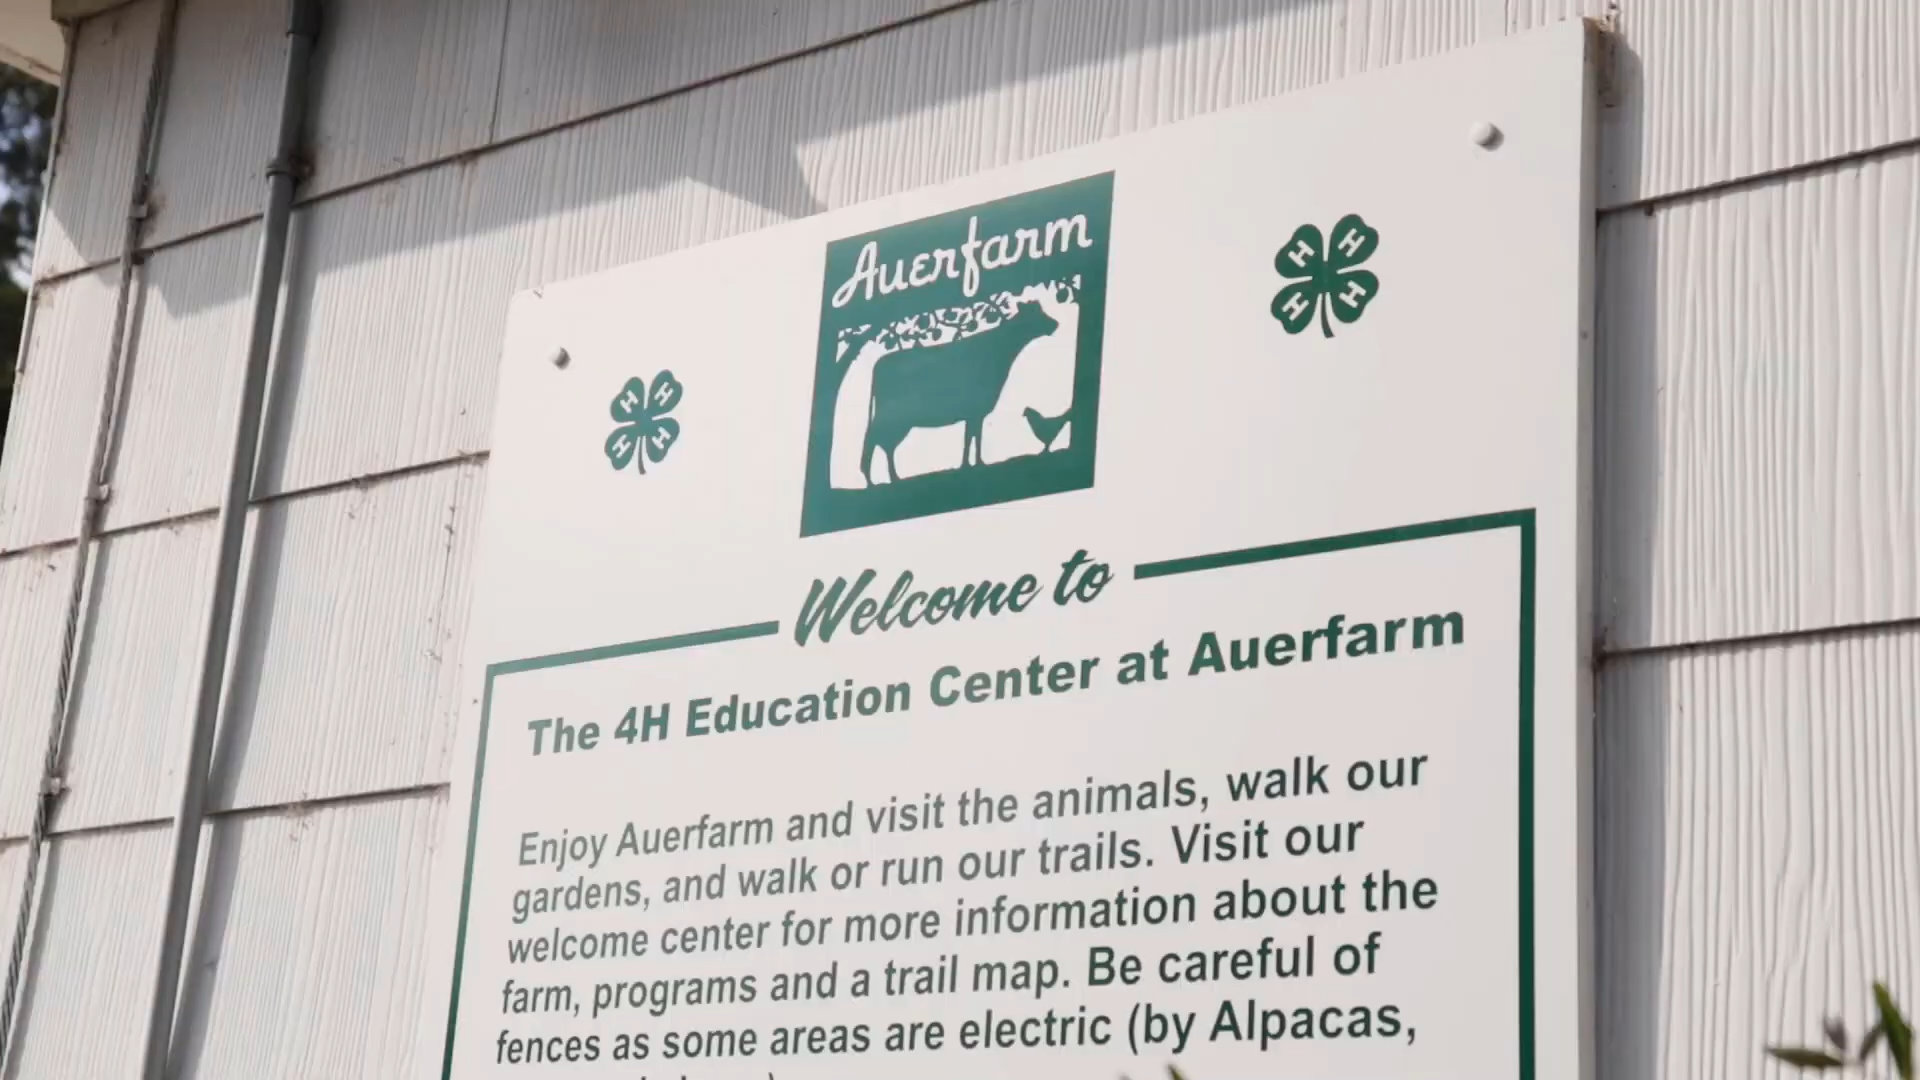 Auerfarm
H H
H H
H H
H H
Welcome to
The 4H Education Center at Auerfarm
Enjoy Auerfarm and visit the animals, walk our
gardens, and walk or run our trails. Visit our
welcome center for more information about the
farm, programs and a trail map. Be careful of
fences as some areas are electric (by Alpacas,